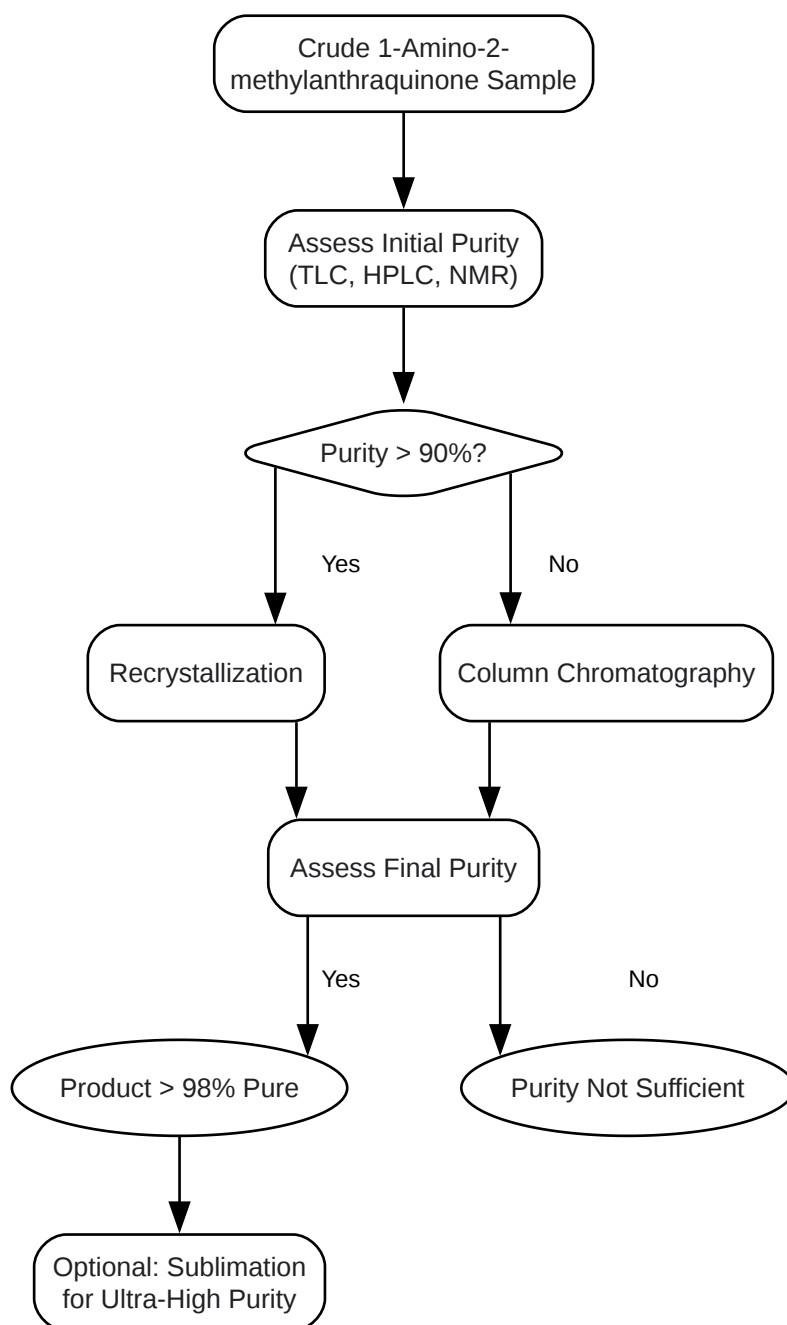 Crude 1-Amino-2-
methylanthraquinone Sample
Assess Initial Purity
(TLC, HPLC, NMR)
Purity > 90%?
Yes
No
Recrystallization
Column Chromatography
Assess Final Purity
Yes
No
Product > 98% Pure
Purity Not Sufficient
Optional: Sublimation
for Ultra-High Purity